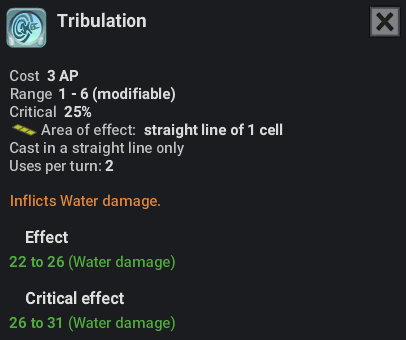 Tribulation
Cost 3 AP
Range 1 - 6 (modifiable)
Critical 25%
Area of effect: straight line of 1 cell
Cast in a straight line only
Uses per turn: 2
Inflicts Water damage.
Effect
22 to 26 (Water damage)
Critical effect
26 to 31 (Water damage)